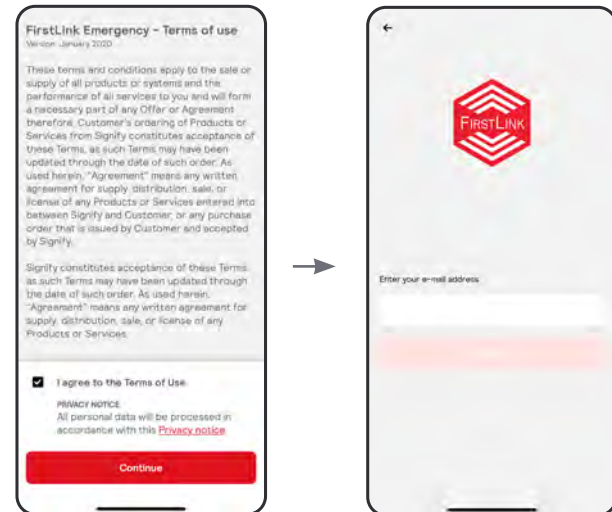 FirstLink Emergency - Terms of use
Version: January 2020
These terms and conditions apply to the sale or
supply of all products or systems and the
performance of all services to you and will form
a necessary part of any Offer or Agreement
therefore. Customer's ordering of Products or
Services from Signify constitutes acceptance of
these Terms, as such Terms may have been
updated through the date of such order. As
used herein, "Agreement" means any written
agreement for supply, distribution, sale, or
license of any Products or Services entered into
between Signify and Customer, or any purchase
order that is issued by Customer and accepted
by Signify.
Signify constitutes acceptance of these Terms,
as such Terms may have been updated through
the date of such order. As used herein,
"Agreement" means any written agreement for
supply, distribution, sale, or license of any
Products or Services.
I agree to the Terms of Use
PRIVACY NOTICE
All personal data will be processed in
accordance with this Privacy notice
Continue
FIRSTLINK
Enter your e-mail address